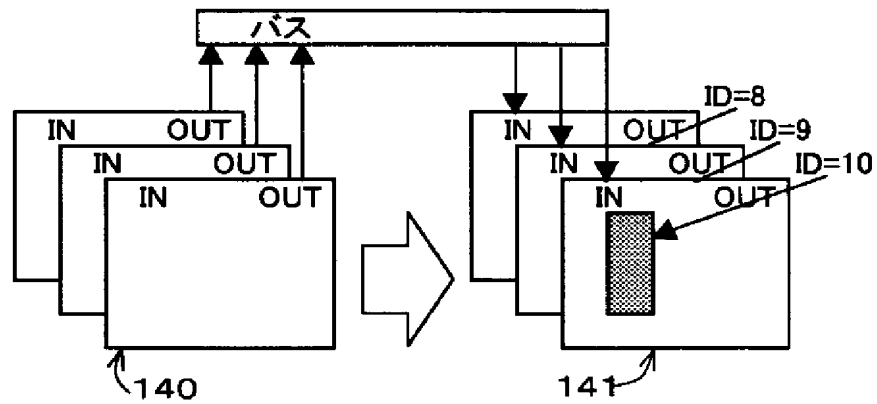 バス
IN OUT
IN OUT
IN OUT
IN OUT ID=8
IN OUT ID=9
IN OUT ID=10
140
141